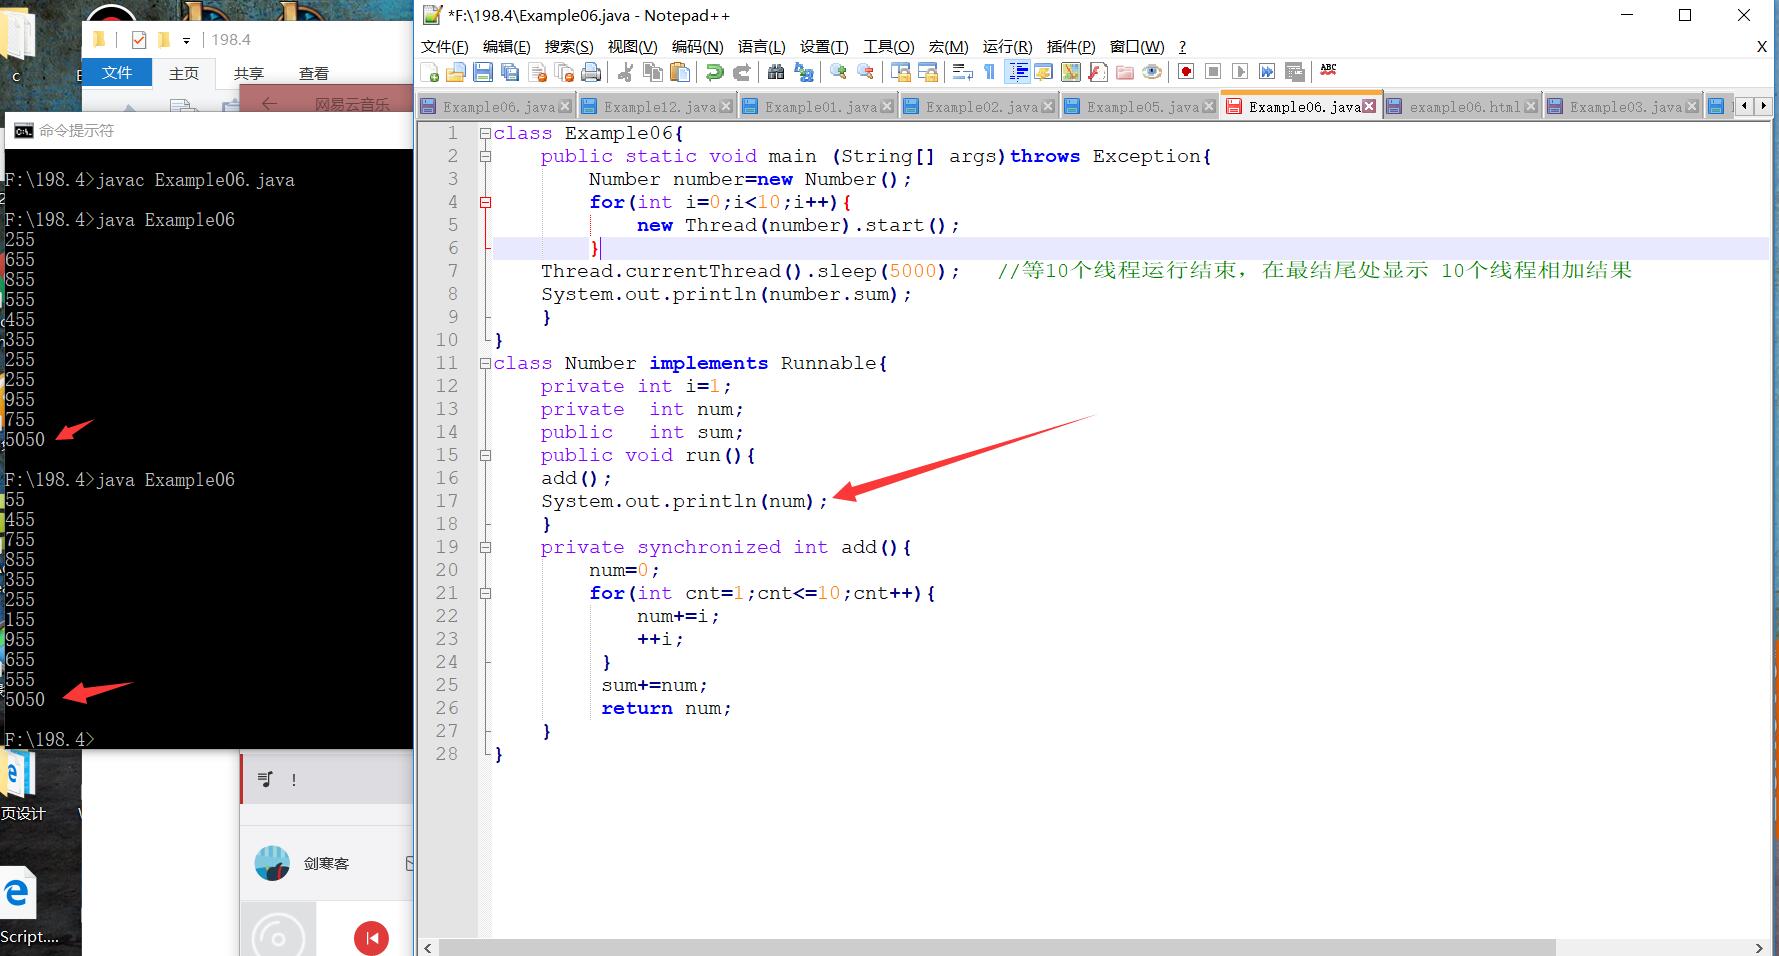 c
198.4
文件
主页
共享
查看
网易云音乐
命令提示符
F:\198.4>javac Example06.java
F:\198.4>java Example06
255
655
855
555
455
355
255
255
955
755
5050
F:\198.4>java Example06
55
455
755
855
355
255
155
955
655
555
5050
F:\198.4>
!
剑寒客
页设计
Script....
*F:\198.4\Example06.java - Notepad++
文件(F) 编辑(E) 搜索(S) 视图(V) 编码(N) 语言(L) 设置(T) 工具(O) 宏(M) 运行(R) 插件(P) 窗口(W) ? X
ABC
Example06.java Example12.java Example01.java Example02.java Example05.java Example06.java example06.html Example03.java
1 class Example06{
2 public static void main (String[] args)throws Exception{
3 Number number=new Number();
4 for(int i=0;i<10;i++){
5 new Thread(number).start();
6 }
7 Thread.currentThread().sleep(5000); //等10个线程运行结束，在最结尾处显示 10个线程相加结果
8 System.out.println(number.sum);
9 }
10 }
11 class Number implements Runnable{
12 private int i=1;
13 private int num;
14 public int sum;
15 public void run(){
16 add();
17 System.out.println(num);
18 }
19 private synchronized int add(){
20 num=0;
21 for(int cnt=1;cnt<=10;cnt++){
22 num+=i;
23 ++i;
24 }
25 sum+=num;
26 return num;
27 }
28 }